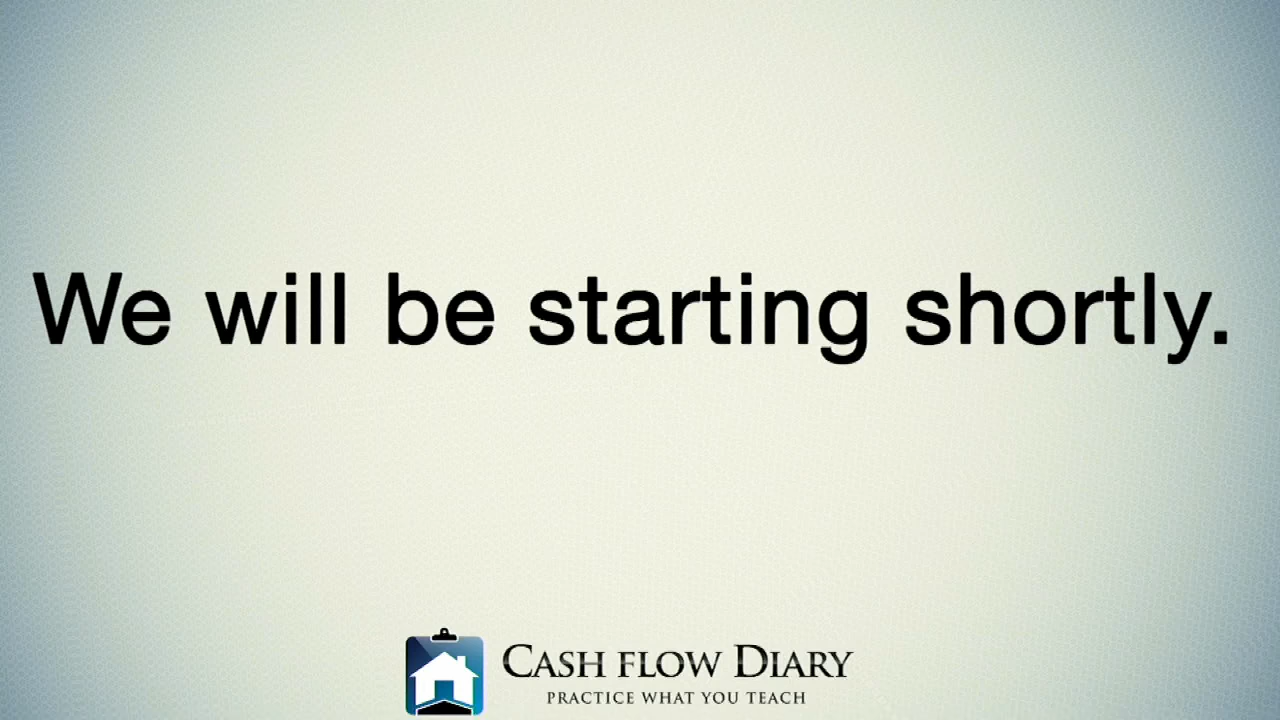 We will be starting shortly.
CASH FLOW DIARY
PRACTICE WHAT YOU TEACH